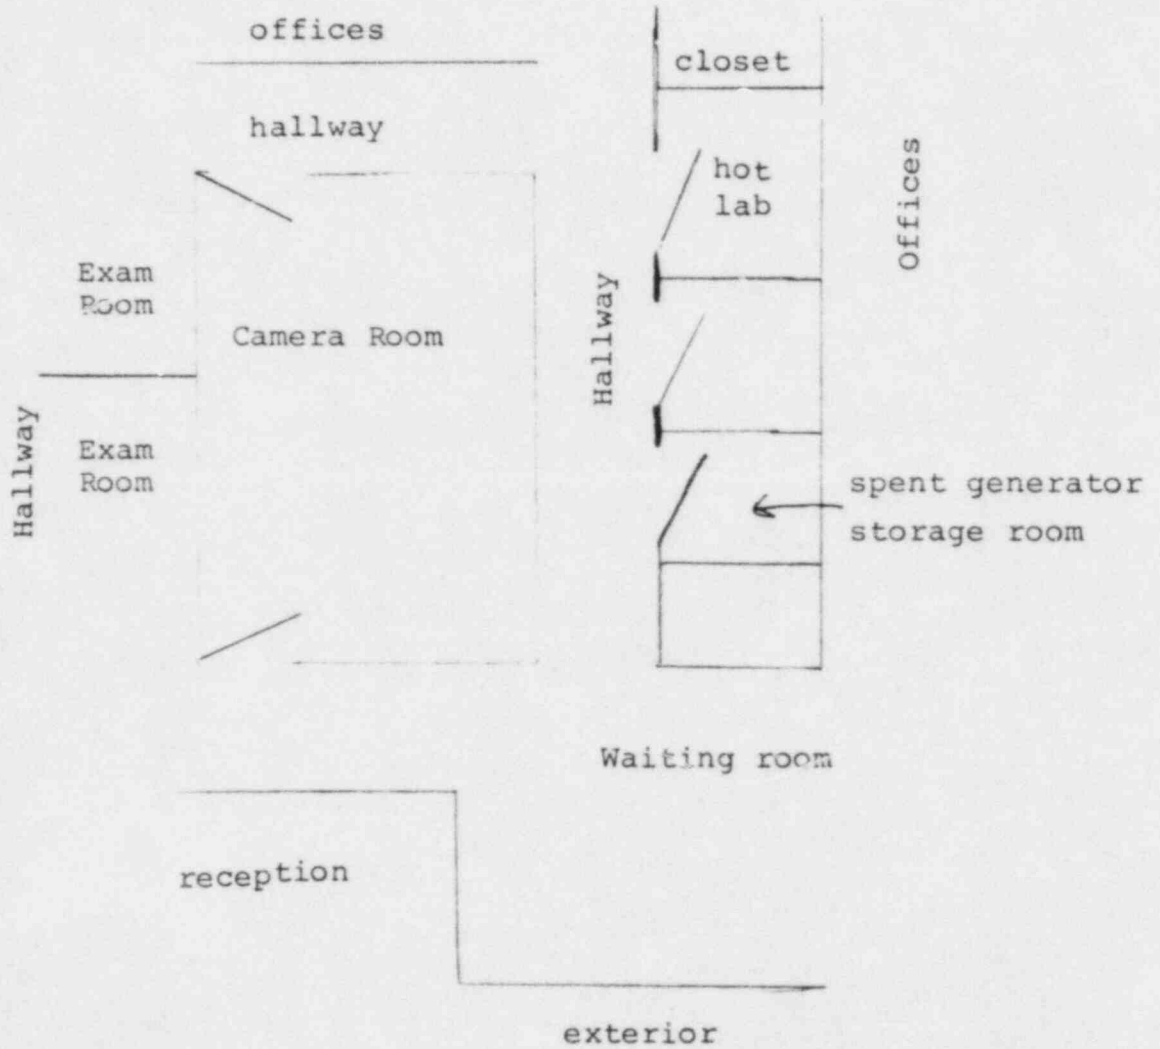 offices
closet
hallway
hot
lab
Offices
Exam
Room
Hallway
Camera Room
Hallway
Exam
Room
spent generator
storage room
Waiting room
reception
exterior